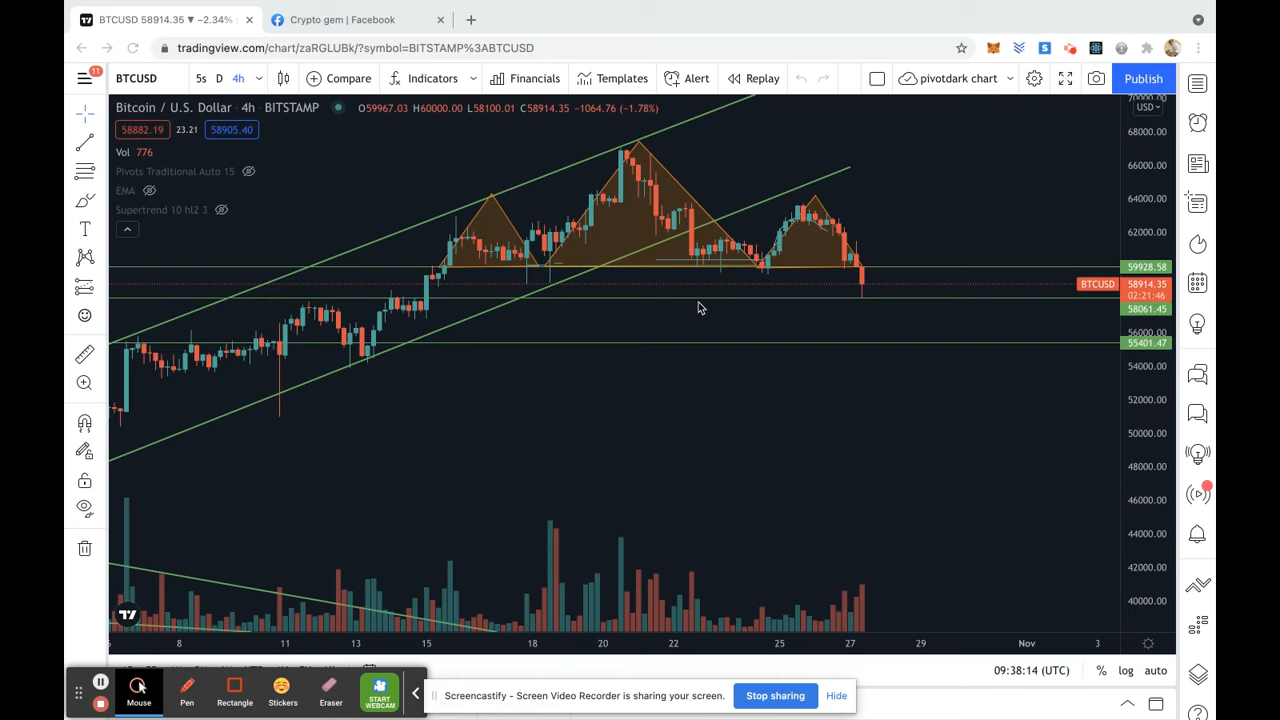 BTCUSD 58914.35 ▼ −2.34%
Crypto gem | Facebook
tradingview.com/chart/zaRGLUBk/?symbol=BITSTAMP%3ABTCUSD
11
BTCUSD 5s D 4h Compare Indicators Financials Templates Alert Replay pivotdark chart Publish
Bitcoin / U.S. Dollar · 4h · BITSTAMP O59967.03 H60000.00 L58100.01 C58914.35 −1064.76 (−1.78%)
58882.19 23.21 58905.40
Vol 776
Pivots Traditional Auto 15
EMA
Supertrend 10 hl2 3
70000.00
USD
68000.00
66000.00
64000.00
62000.00
59928.58
BTCUSD 58914.35
02:21:46
58061.45
56000.00
55401.47
54000.00
52000.00
50000.00
48000.00
46000.00
44000.00
42000.00
40000.00
8 11 13 15 18 20 22 25 27 29 Nov 3
09:38:14 (UTC) % log auto
Mouse Pen Rectangle Stickers Eraser START WEBCAM
Screencastify - Screen Video Recorder is sharing your screen. Stop sharing Hide